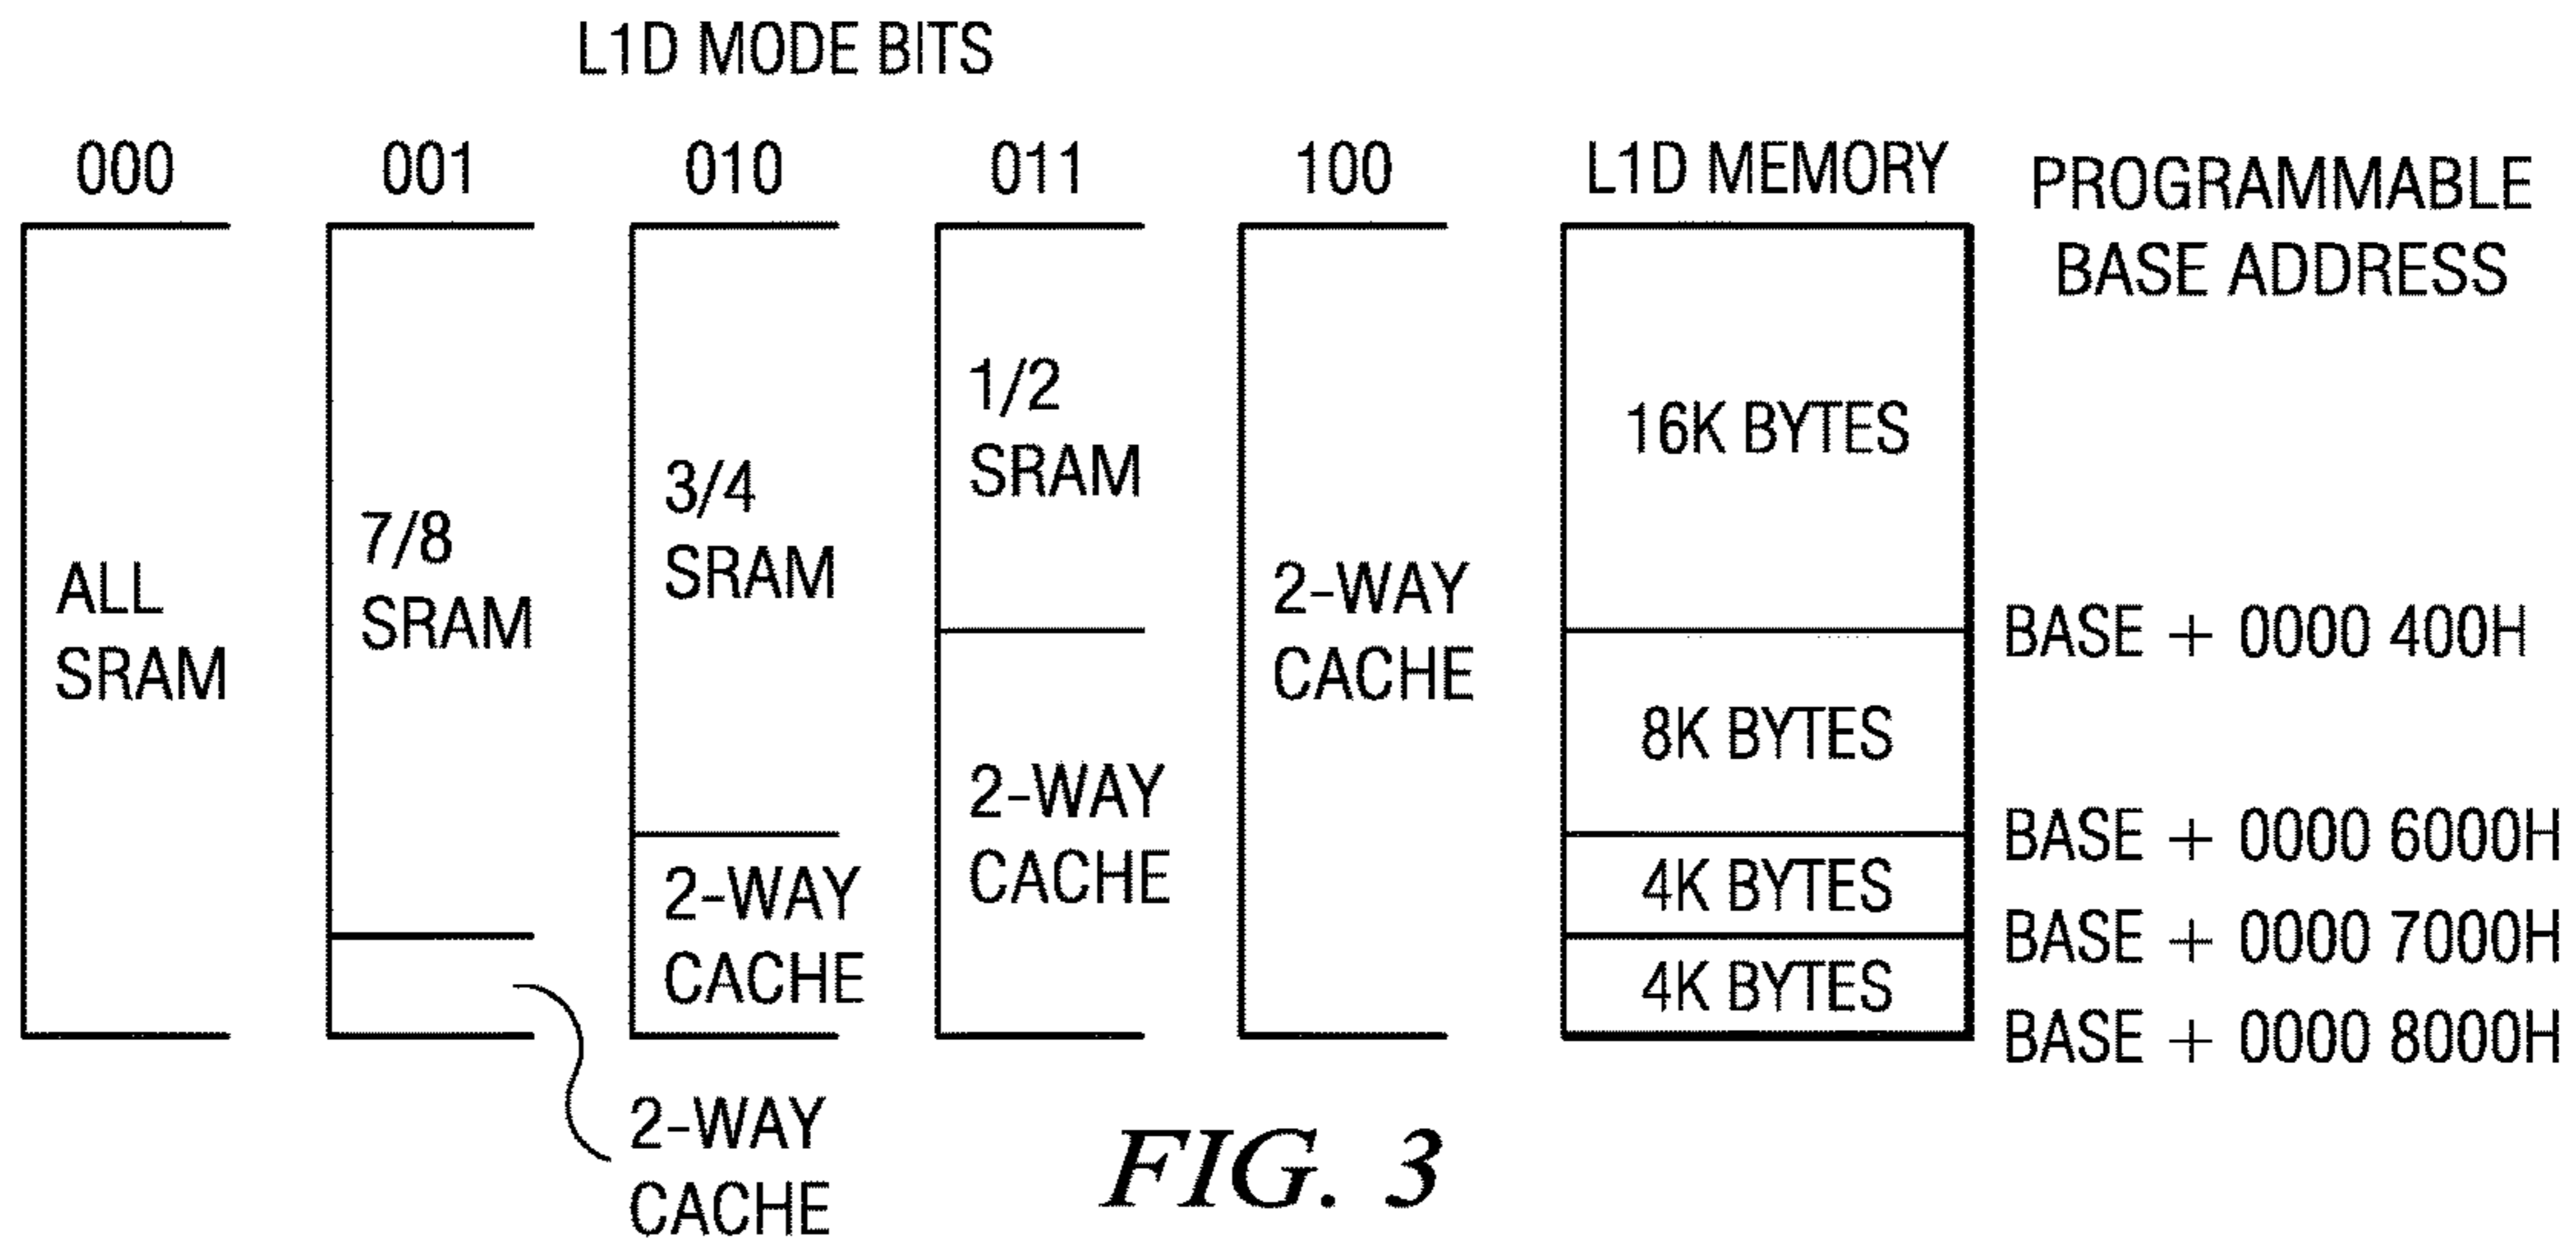 L1D MODE BITS
000 001 010 011 100 L1D MEMORY
PROGRAMMABLE
BASE ADDRESS
ALL
SRAM
7/8
SRAM
2-WAY
CACHE
3/4
SRAM
2-WAY
CACHE
1/2
SRAM
2-WAY
CACHE
2-WAY
CACHE
16K BYTES
BASE + 0000 400H
8K BYTES
BASE + 0000 6000H
4K BYTES
BASE + 0000 7000H
4K BYTES
BASE + 0000 8000H
FIG. 3